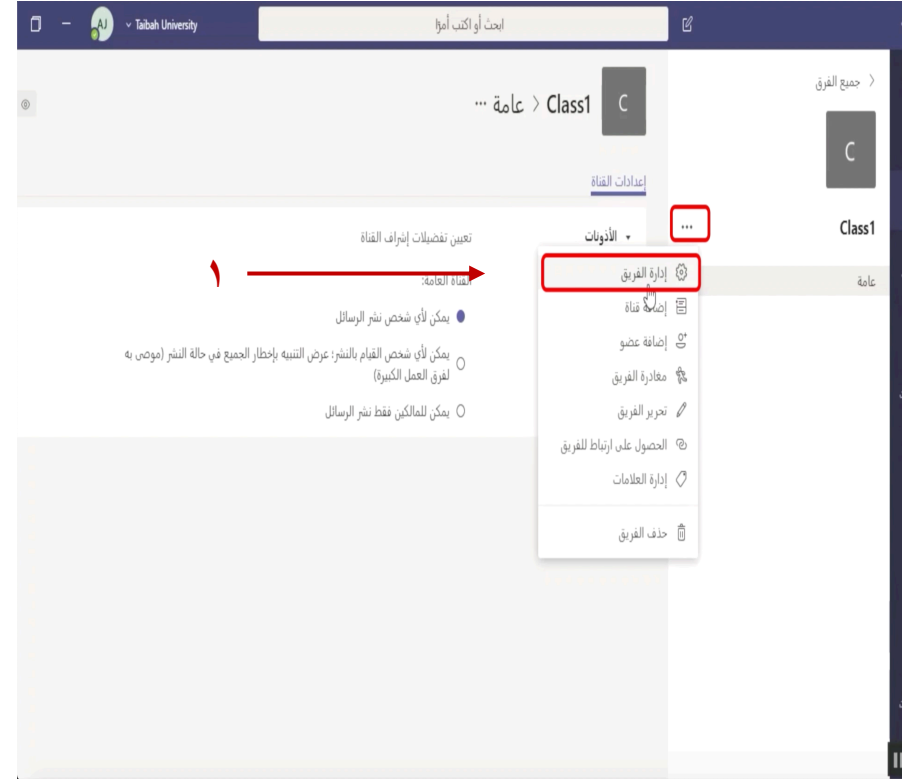 Taibah University
ابحث أو اكتب أمرًا
جميع الفرق
C
Class1
...
عامة
C
Class1 > عامة ...
إعدادات القناة
الأذونات
تعيين تفضيلات إشراف القناة
القناة العامة:
يمكن لأي شخص نشر الرسائل
يمكن لأي شخص القيام بالنشر؛ عرض التنبيه بإخطار الجميع في حالة النشر (موصى به
لفرق العمل الكبيرة)
يمكن للمالكين فقط نشر الرسائل
إدارة الفريق
إضافة قناة
إضافة عضو
مغادرة الفريق
تحرير الفريق
الحصول على ارتباط للفريق
إدارة العلامات
حذف الفريق
١
AJ